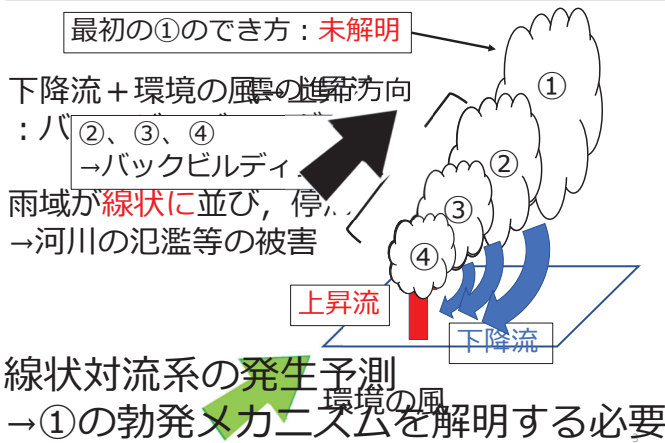 最初の①のでき方：未解明
下降流＋環境の風→上昇流
雲の進行方向
：バ
②、③、④
→バックビルディ
雨域が線状に並び，停
→河川の氾濫等の被害
①
②
③
④
上昇流
下降流
線状対流系の発生予測
環境の風
→①の勃発メカニズムを解明する必要